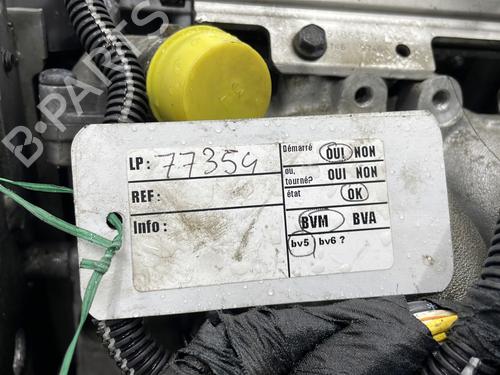 LP: 77354
REF:
Info:
Démarré OUI NON
ou, tourné? OUI NON
état OK
BVM BVA
bv5 bv6 ?
B-PARTS